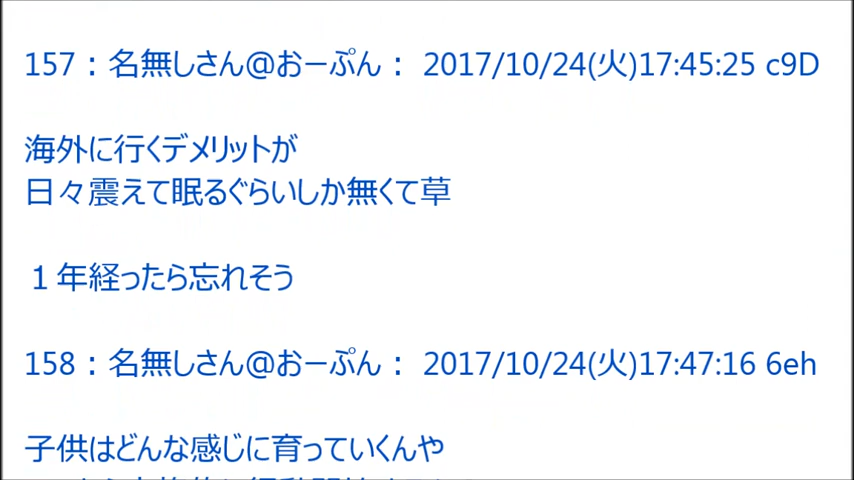 157：名無しさん@おーぷん： 2017/10/24(火)17:45:25 c9D
海外に行くデメリットが
日々震えて眠るぐらいしか無くて草
１年経ったら忘れそう
158：名無しさん@おーぷん： 2017/10/24(火)17:47:16 6eh
子供はどんな感じに育っていくんや